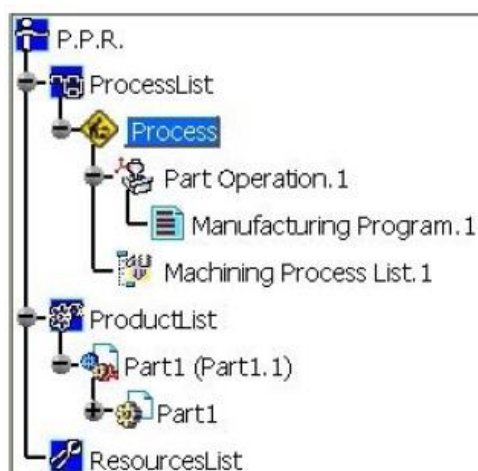 P.P.R.
ProcessList
Process
Part Operation.1
Manufacturing Program.1
Machining Process List.1
ProductList
Part1 (Part1.1)
Part1
ResourcesList